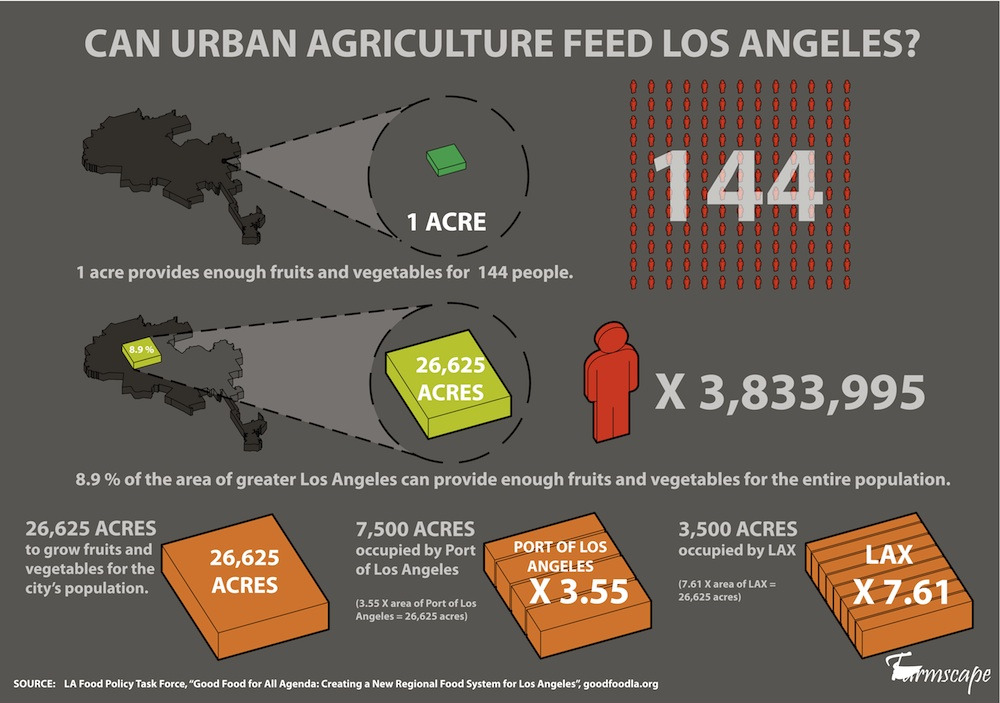 CAN URBAN AGRICULTURE FEED LOS ANGELES?
1 ACRE
144
1 acre provides enough fruits and vegetables for 144 people.
8.9 %
26,625
ACRES
X 3,833,995
8.9 % of the area of greater Los Angeles can provide enough fruits and vegetables for the entire population.
26,625 ACRES
to grow fruits and
vegetables for the
city's population.
26,625
ACRES
7,500 ACRES
occupied by Port
of Los Angeles
(3.55 X area of Port of Los
Angeles = 26,625 acres)
PORT OF LOS
ANGELES
X 3.55
3,500 ACRES
occupied by LAX
(7.61 X area of LAX =
26,625 acres)
LAX
X 7.61
Farmscape
SOURCE: LA Food Policy Task Force, "Good Food for All Agenda: Creating a New Regional Food System for Los Angeles", goodfoodla.org